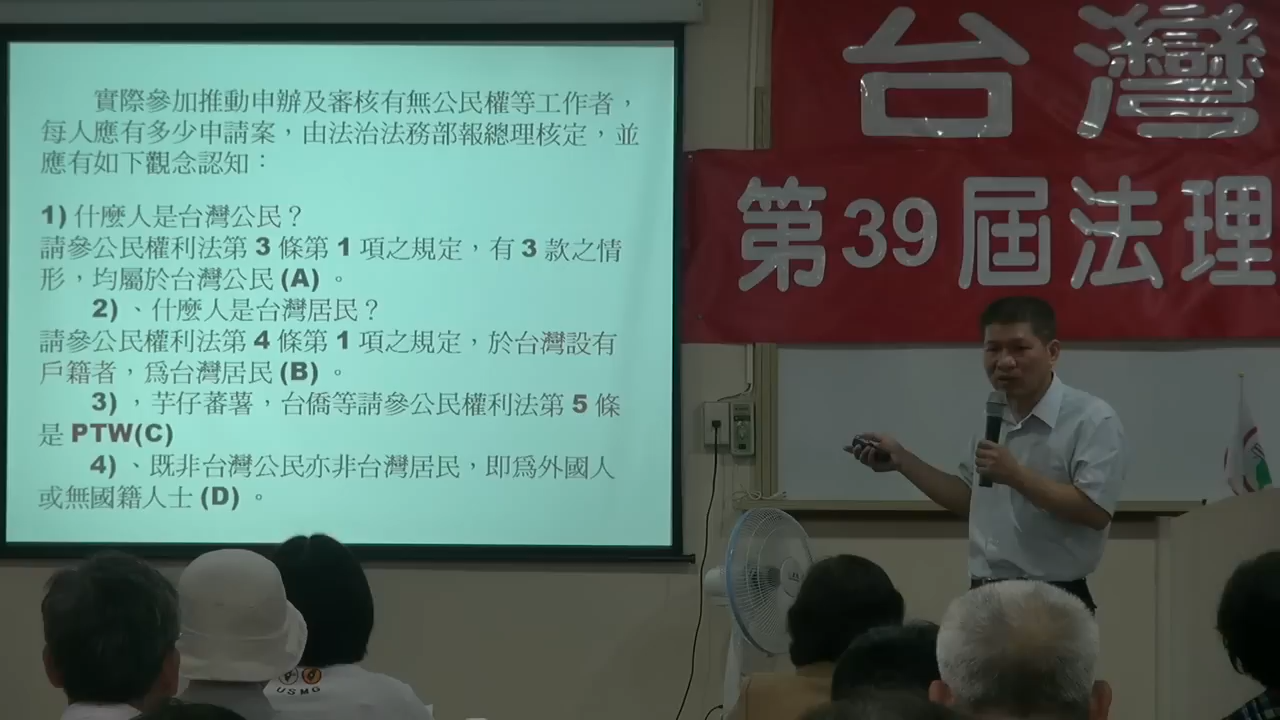 實際參加推動申辦及審核有無公民權等工作者，
每人應有多少申請案，由法治法務部報總理核定，並
應有如下觀念認知：
1) 什麼人是台灣公民？
請參公民權利法第 3 條第 1 項之規定，有 3 款之情
形，均屬於台灣公民 (A) 。
2) 、什麼人是台灣居民？
請參公民權利法第 4 條第 1 項之規定，於台灣設有
戶籍者，爲台灣居民 (B) 。
3) ，芋仔蕃薯，台僑等請參公民權利法第 5 條
是 PTW(C)
4) 、既非台灣公民亦非台灣居民，即爲外國人
或無國籍人士 (D) 。
台灣
第39屆法理
USMG